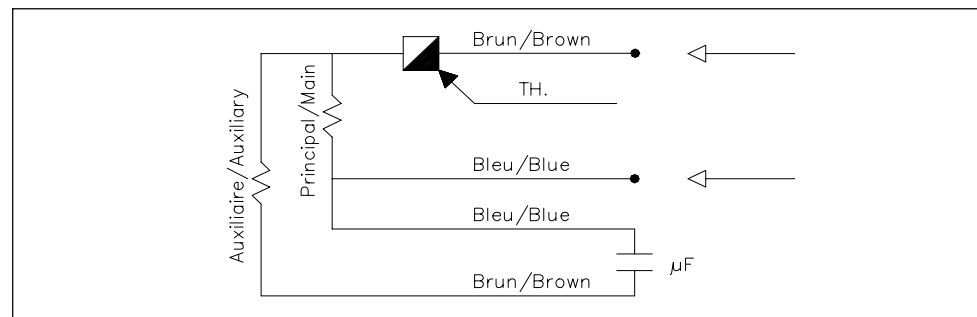 Brun/Brown
TH.
Auxiliaire/Auxiliary
Principal/Main
Bleu/Blue
Bleu/Blue
µF
Brun/Brown